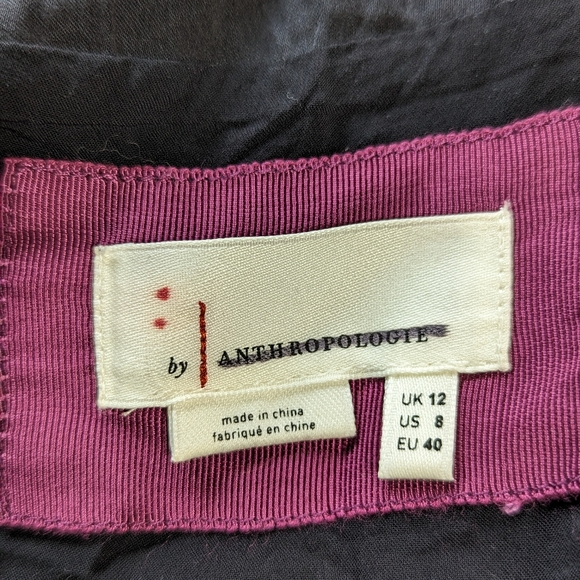 by ANTHROPOLOGIE
made in china
fabriqué en chine
UK 12
US 8
EU 40